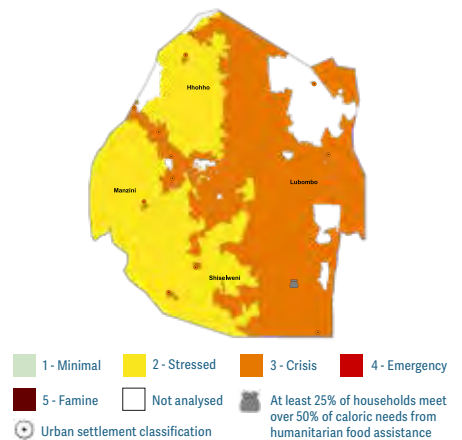 Hhohho
Manzini
Lubombo
Shiselweni
1 - Minimal
2 - Stressed
3 - Crisis
4 - Emergency
5 - Famine
Not analysed
At least 25% of households meet
over 50% of caloric needs from
humanitarian food assistance
Urban settlement classification